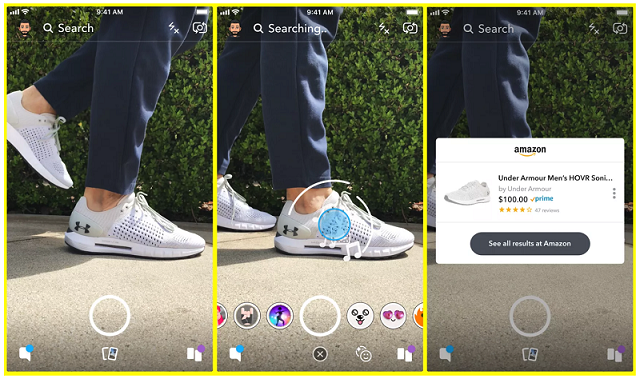 9:41 AM
Search
9:41 AM
Searching..
9:41 AM
Search
amazon
Under Armour Men's HOVR Soni...
by Under Armour
$100.00 prime
47 reviews
See all results at Amazon